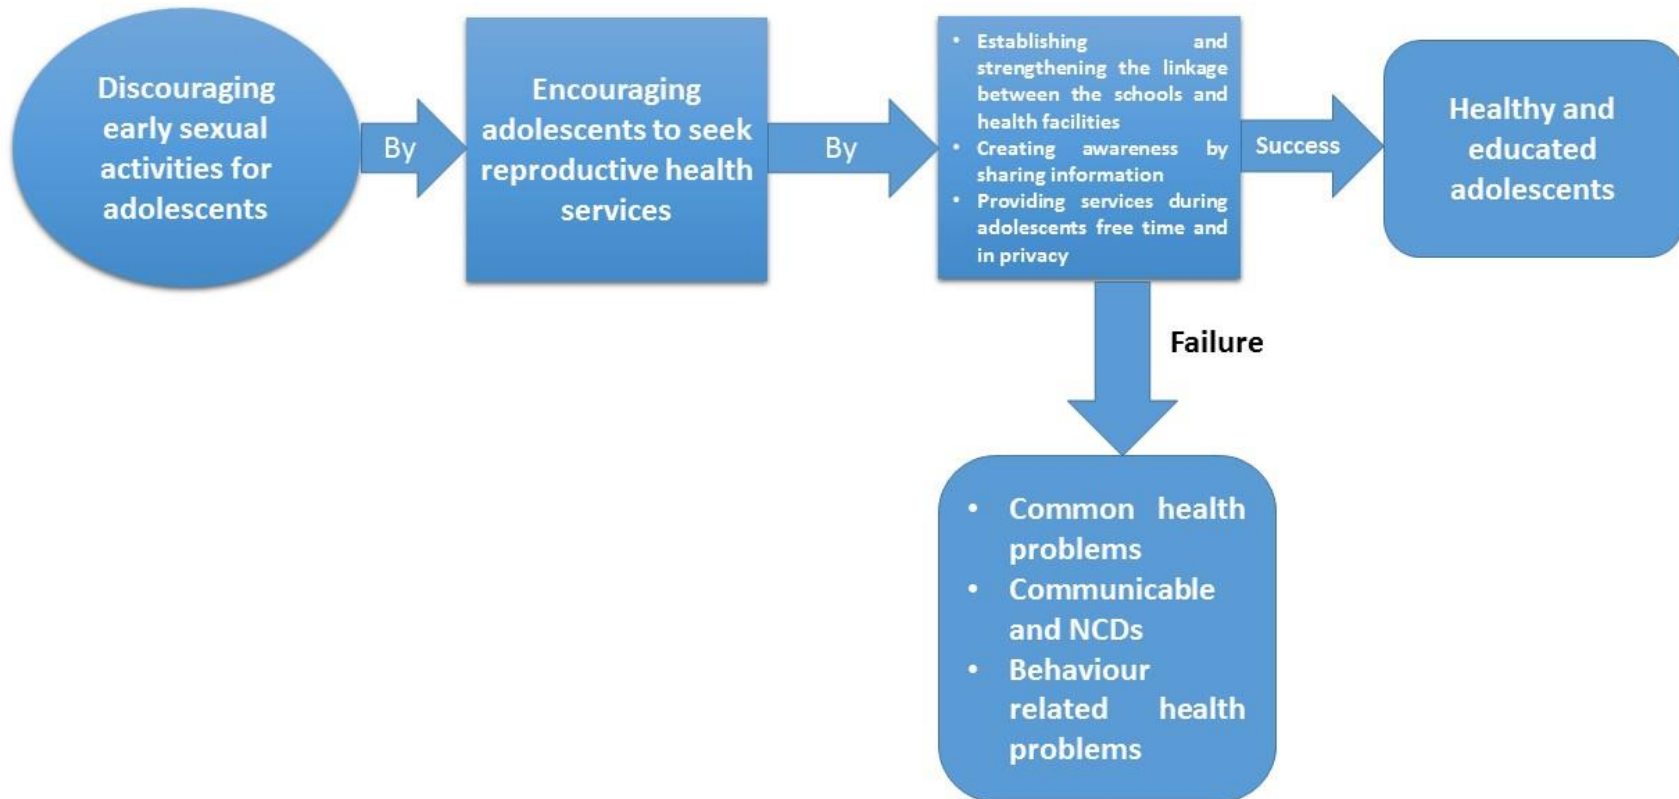 Discouraging
early sexual
activities for
adolescents
By
Encouraging
adolescents to seek
reproductive health
services
By
• Establishing and
strengthening the linkage
between the schools and
health facilities
• Creating awareness by
sharing information
• Providing services during
adolescents free time and
in privacy
Success
Healthy and
educated
adolescents
Failure
• Common health
problems
• Communicable
and NCDs
• Behaviour
related health
problems